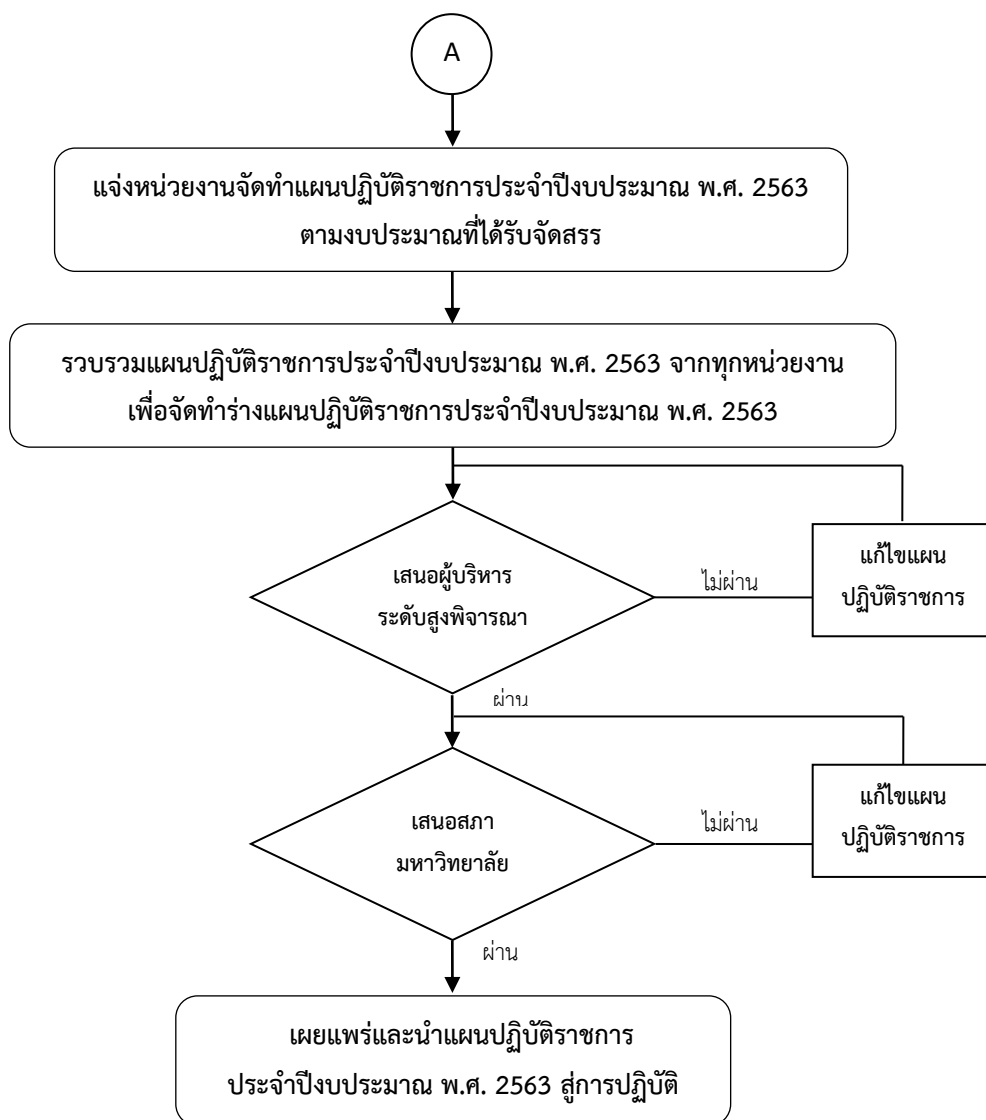 A
แจ่งหน่วยงานจัดทำแผนปฏิบัติราชการประจำปีงบประมาณ พ.ศ. 2563
ตามงบประมาณที่ได้รับจัดสรร
รวบรวมแผนปฏิบัติราชการประจำปีงบประมาณ พ.ศ. 2563 จากทุกหน่วยงาน
เพื่อจัดทำร่างแผนปฏิบัติราชการประจำปีงบประมาณ พ.ศ. 2563
เสนอผู้บริหาร
ระดับสูงพิจารณา
ไม่ผ่าน
แก้ไขแผน
ปฏิบัติราชการ
ผ่าน
เสนอสภา
มหาวิทยาลัย
ไม่ผ่าน
แก้ไขแผน
ปฏิบัติราชการ
ผ่าน
เผยแพร่และนำแผนปฏิบัติราชการ
ประจำปีงบประมาณ พ.ศ. 2563 สู่การปฏิบัติ